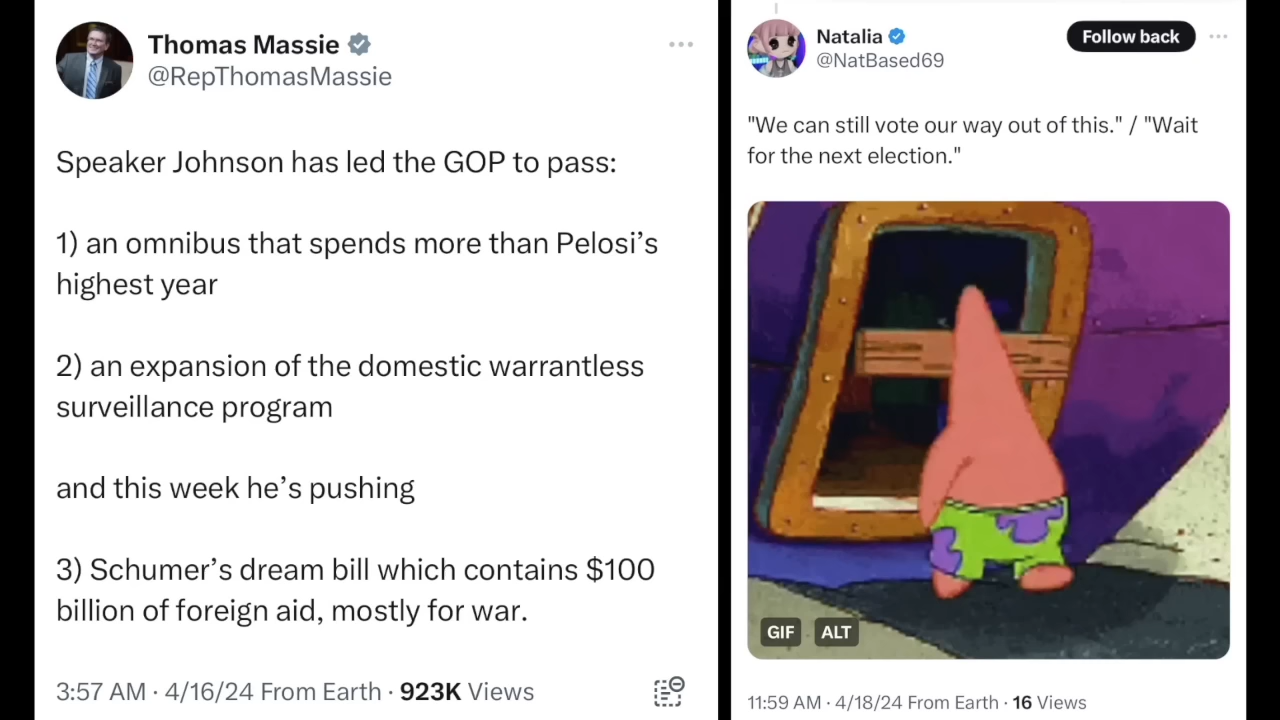 Thomas Massie
@RepThomasMassie
Speaker Johnson has led the GOP to pass:
1) an omnibus that spends more than Pelosi’s
highest year
2) an expansion of the domestic warrantless
surveillance program
and this week he’s pushing
3) Schumer’s dream bill which contains $100
billion of foreign aid, mostly for war.
3:57 AM · 4/16/24 From Earth · 923K Views
Natalia
Follow back
@NatBased69
"We can still vote our way out of this." / "Wait
for the next election."
GIF ALT
11:59 AM · 4/18/24 From Earth · 16 Views